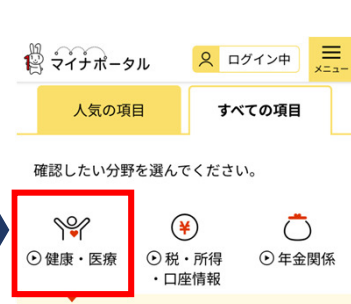 マイナポータル
ログイン中
メニュー
人気の項目
すべての項目
確認したい分野を選んでください。
健康・医療
税・所得
・口座情報
年金関係